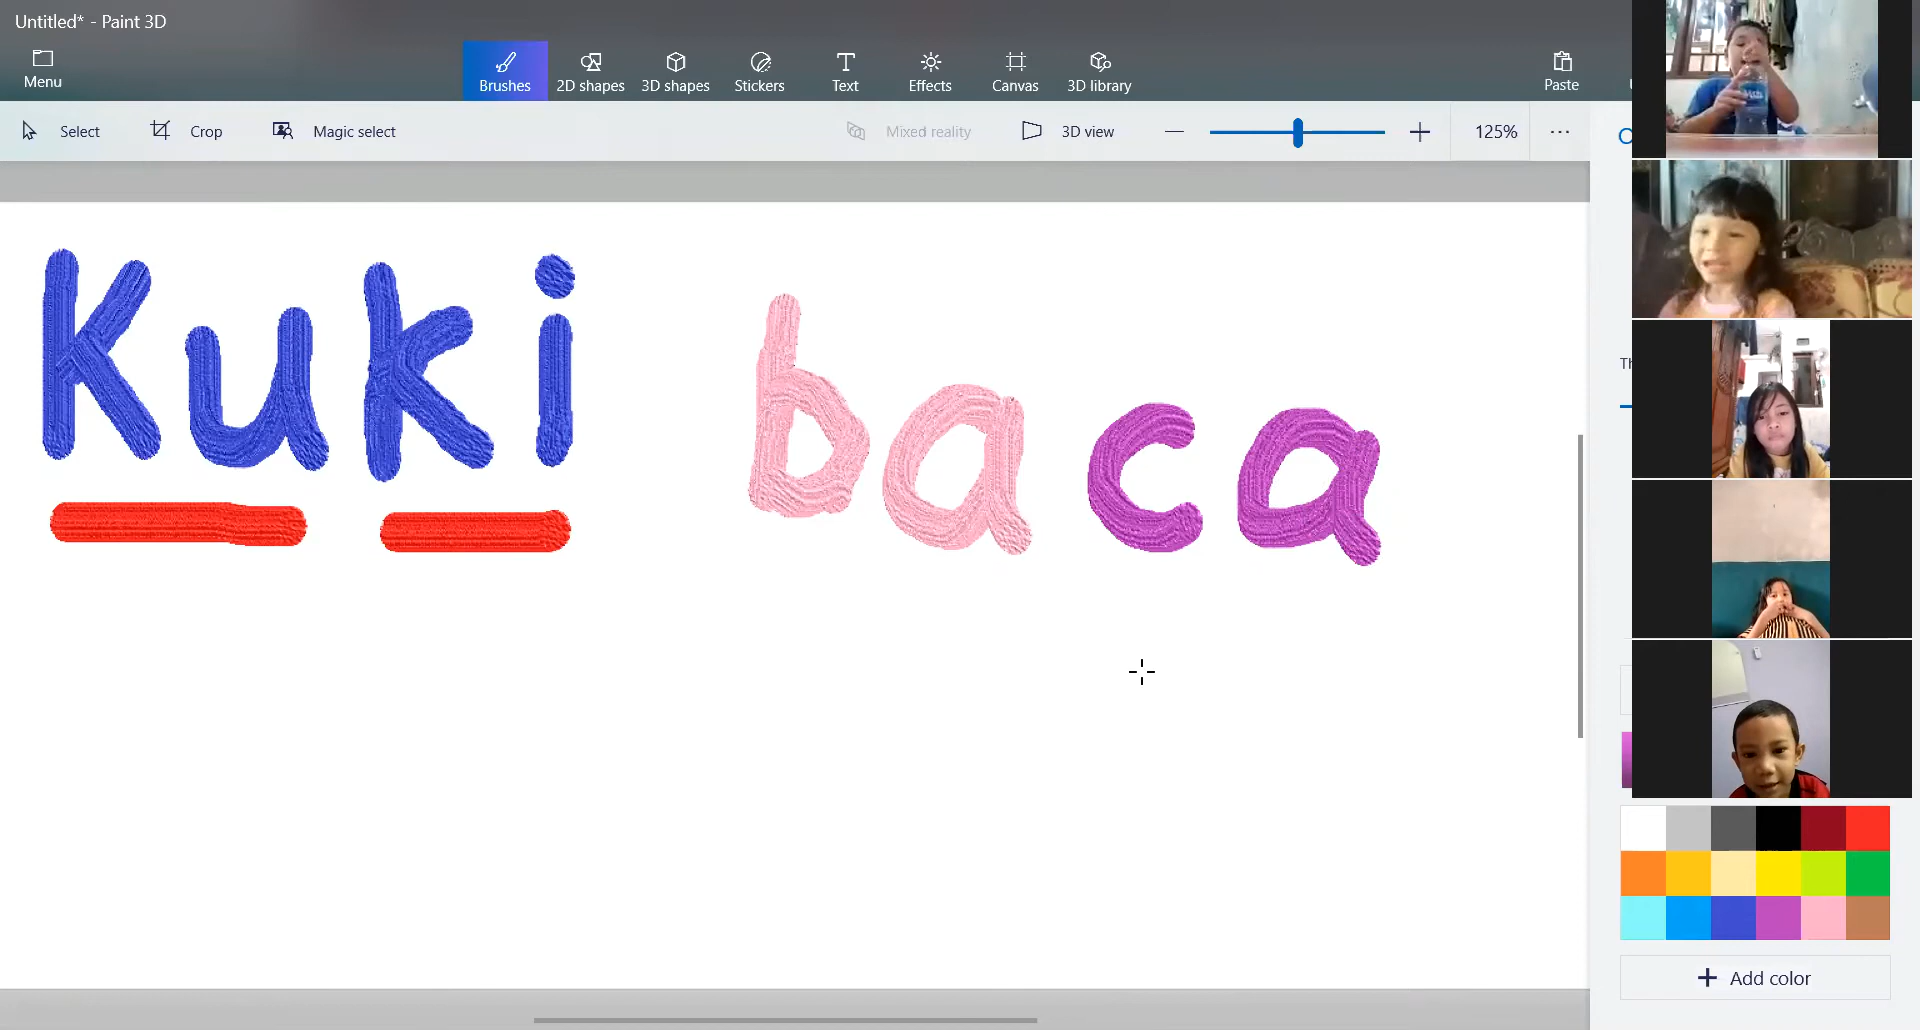 Untitled* - Paint 3D
Menu
Brushes 2D shapes 3D shapes Stickers Text Effects Canvas 3D library Paste
Select Crop Magic select Mixed reality 3D view 125%
Kuki baca
Add color